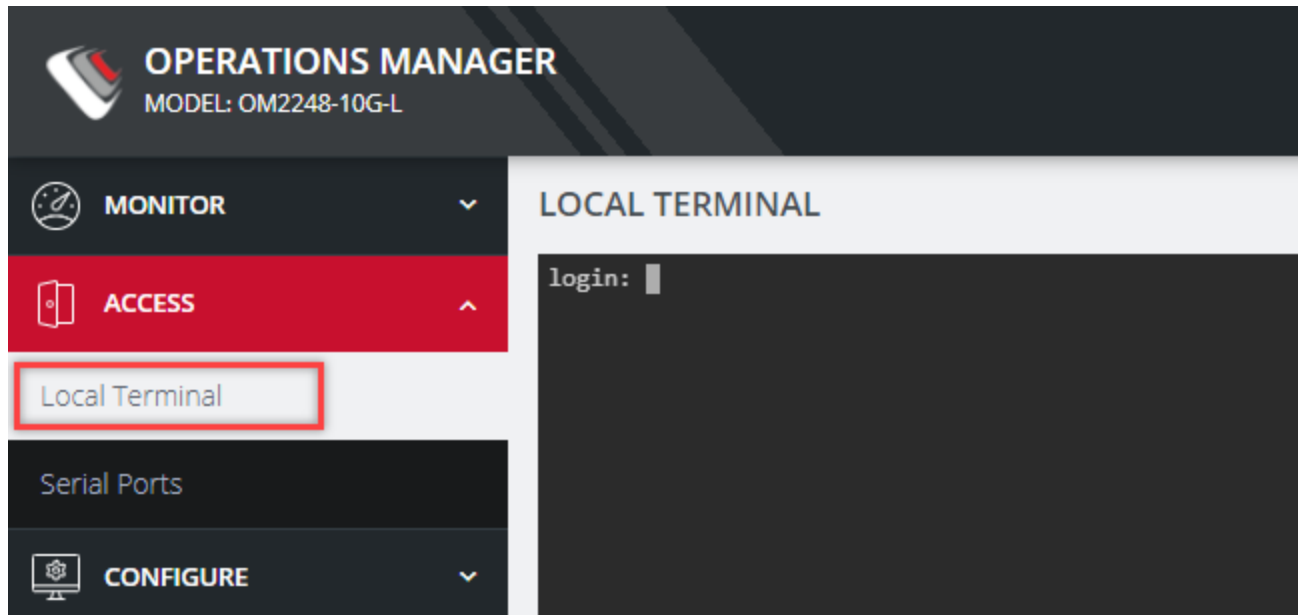 OPERATIONS MANAGER
MODEL: OM2248-10G-L
MONITOR
ACCESS
Local Terminal
Serial Ports
CONFIGURE
LOCAL TERMINAL
login: